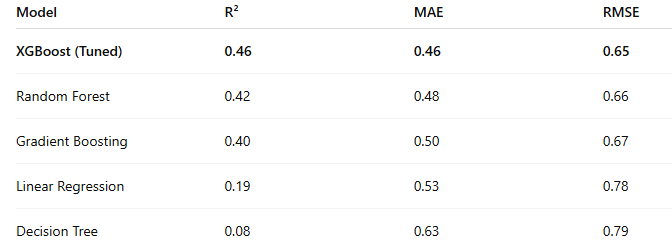 Model R² MAE RMSE
XGBoost (Tuned) 0.46 0.46 0.65
Random Forest 0.42 0.48 0.66
Gradient Boosting 0.40 0.50 0.67
Linear Regression 0.19 0.53 0.78
Decision Tree 0.08 0.63 0.79